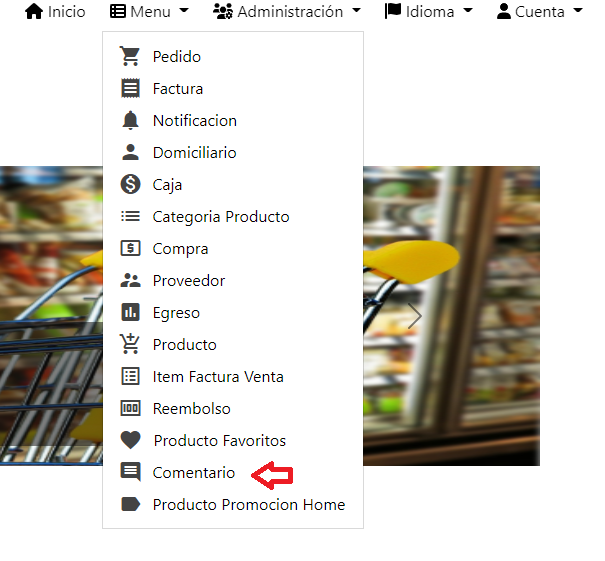 Inicio Menu Administración Idioma Cuenta
Pedido
Factura
Notificacion
Domiciliario
Caja
Categoria Producto
Compra
Proveedor
Egreso
Producto
Item Factura Venta
Reembolso
Producto Favoritos
Comentario
Producto Promocion Home